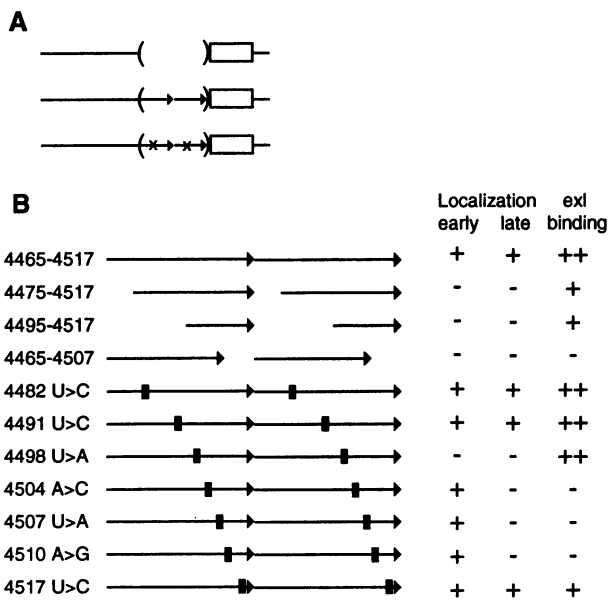 A
B
Localization exl
early late binding
4465-4517 + + ++
4475-4517 - - +
4495-4517 - - +
4465-4507 - - -
4482 U>C + + ++
4491 U>C + + ++
4498 U>A - - ++
4504 A>C + - -
4507 U>A + - -
4510 A>G + - -
4517 U>C + + +